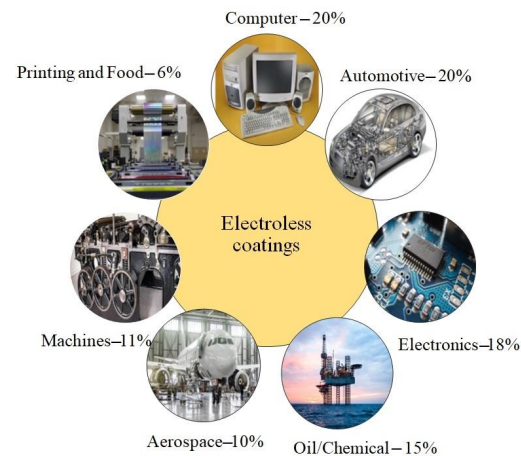 Computer – 20%
Automotive–20%
Printing and Food–6%
Electroless
coatings
Machines–11%
Electronics–18%
Aerospace–10%
Oil/Chemical – 15%